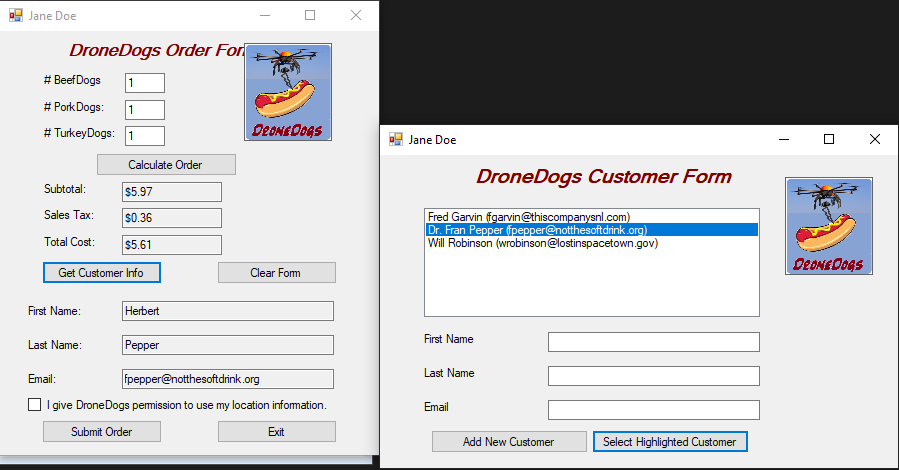 Jane Doe
DroneDogs Order For
# BeefDogs 1
# PorkDogs: 1
# TurkeyDogs: 1
DRONEDOGS
Calculate Order
Subtotal: $5.97
Sales Tax: $0.36
Total Cost: $5.61
Get Customer Info Clear Form
First Name: Herbert
Last Name: Pepper
Email: fpepper@notthesoftdrink.org
I give DroneDogs permission to use my location information.
Submit Order Exit
Jane Doe
DroneDogs Customer Form
DRONEDOGS
Fred Garvin (fgarvin@thiscompanysnl.com)
Dr. Fran Pepper (fpepper@notthesoftdrink.org)
Will Robinson (wrobinson@lostinspacetown.gov)
First Name
Last Name
Email
Add New Customer Select Highlighted Customer